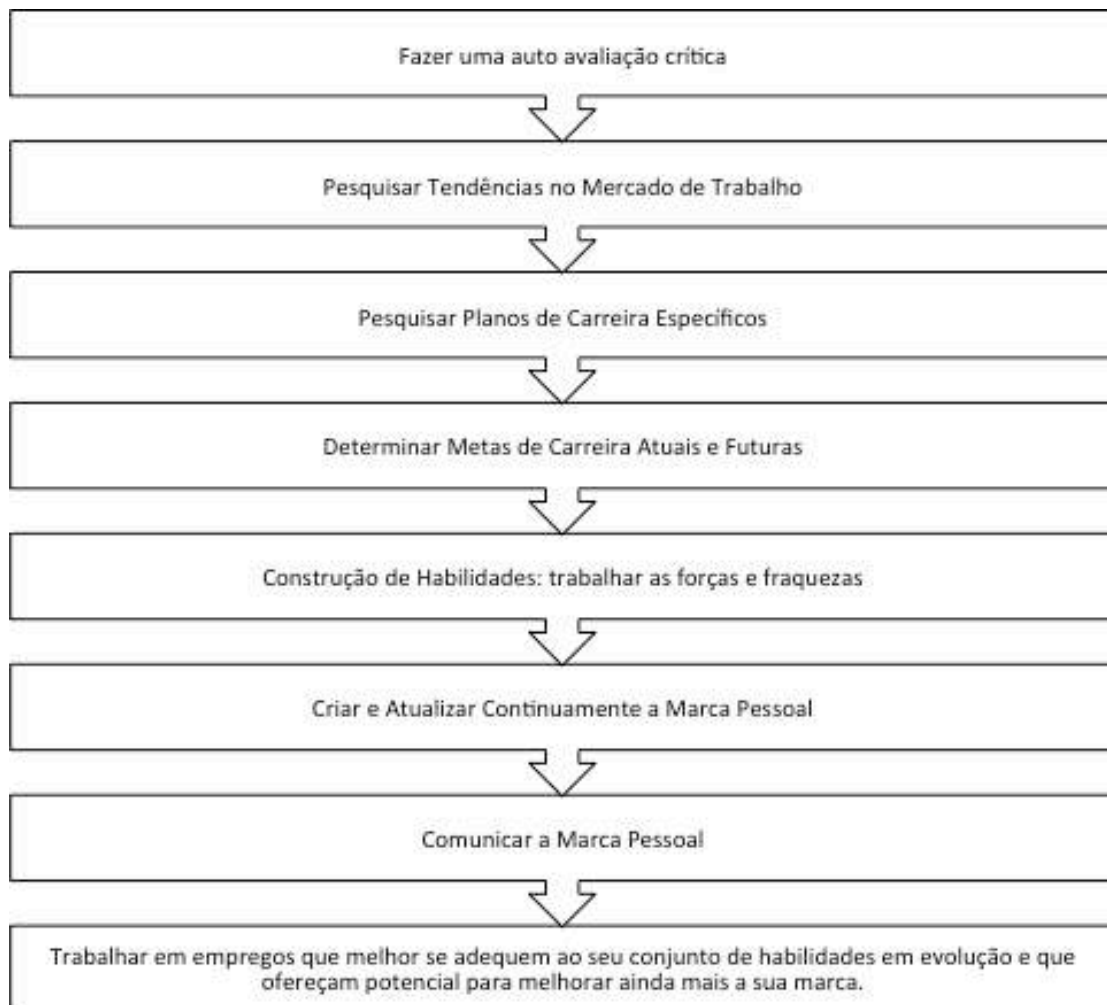 Fazer uma auto avaliação crítica
Pesquisar Tendências no Mercado de Trabalho
Pesquisar Planos de Carreira Específicos
Determinar Metas de Carreira Atuais e Futuras
Construção de Habilidades: trabalhar as forças e fraquezas
Criar e Atualizar Continuamente a Marca Pessoal
Comunicar a Marca Pessoal
Trabalhar em empregos que melhor se adequem ao seu conjunto de habilidades em evolução e que
ofereçam potencial para melhorar ainda mais a sua marca.